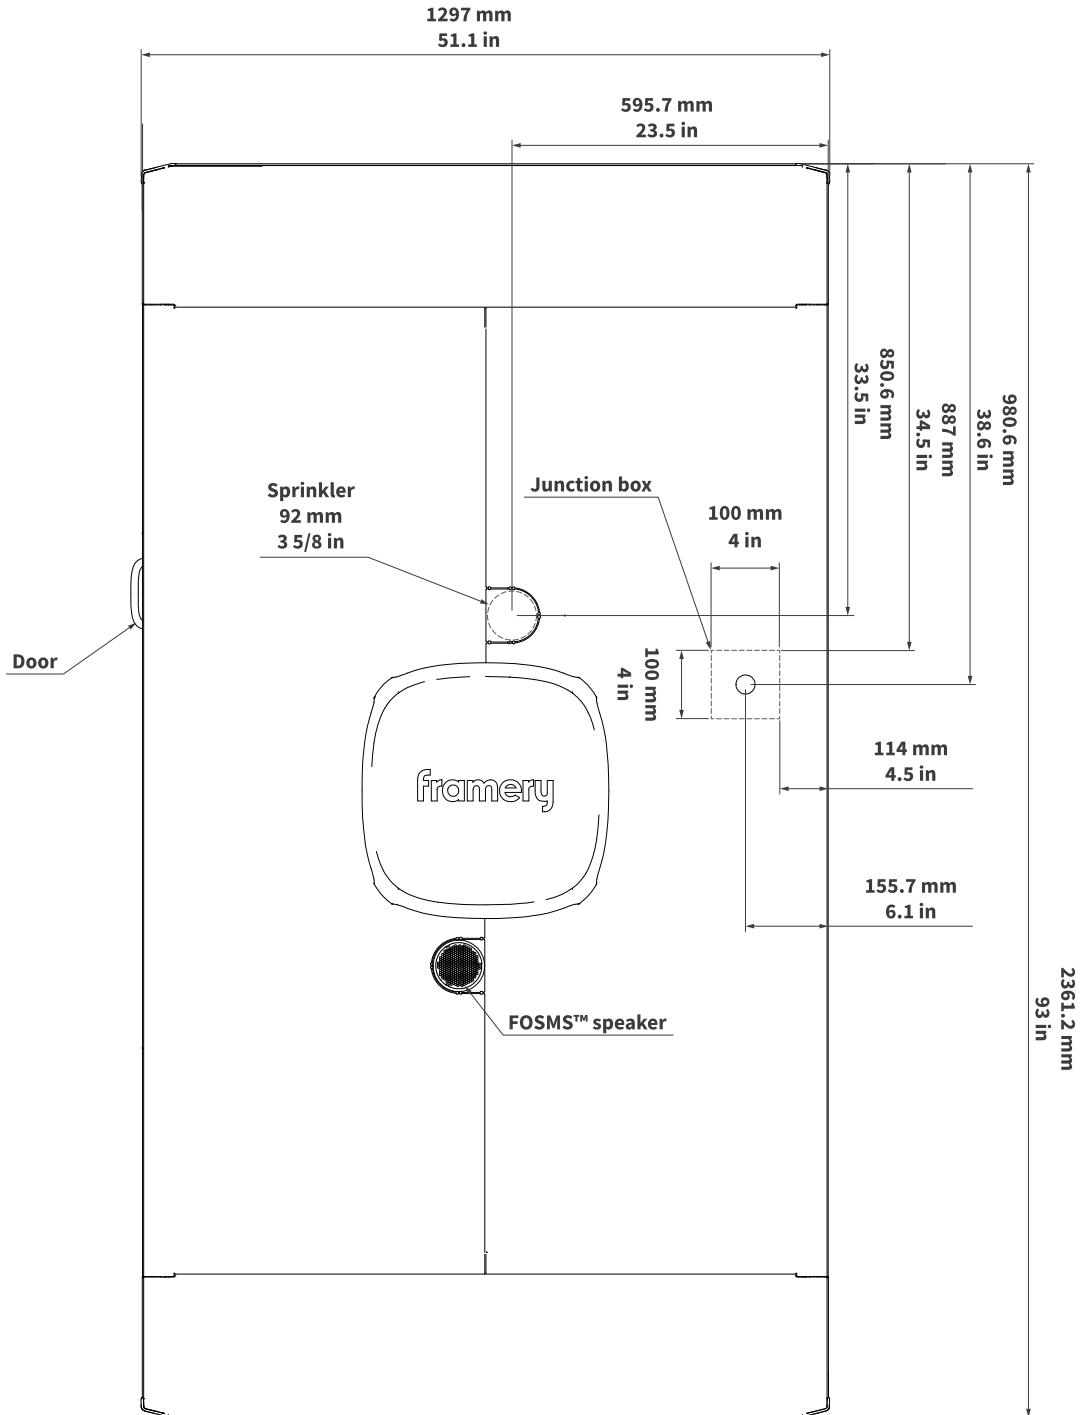 1297 mm
51.1 in
595.7 mm
23.5 in
850.6 mm
33.5 in
887 mm
34.5 in
980.6 mm
38.6 in
Sprinkler
92 mm
3 5/8 in
Junction box
100 mm
4 in
Door
100 mm
4 in
framery
114 mm
4.5 in
155.7 mm
6.1 in
2361.2 mm
93 in
FOSMS™ speaker